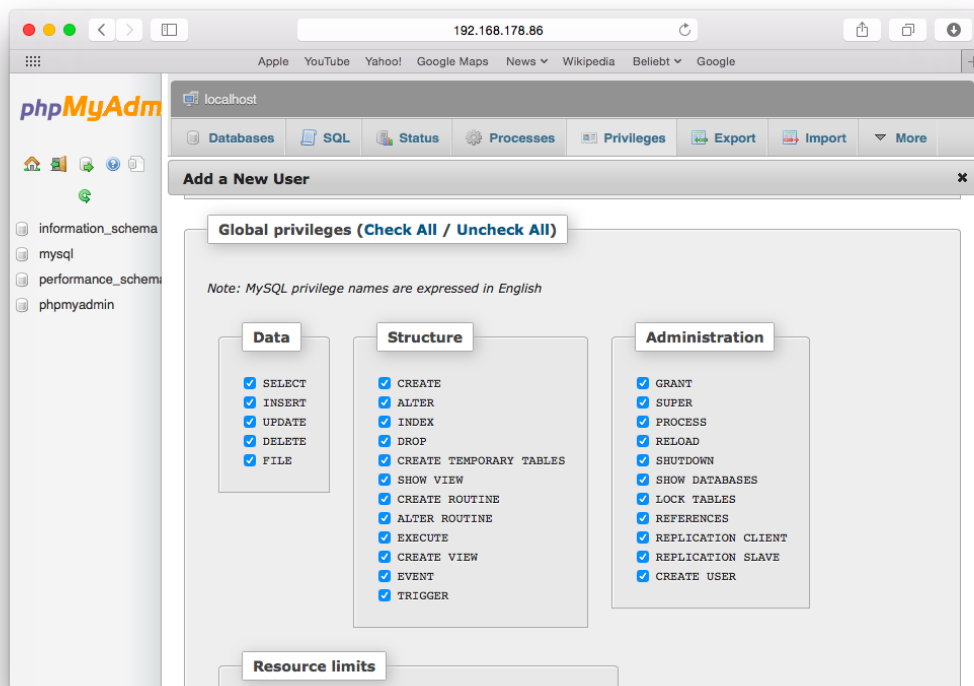 192.168.178.86
Apple YouTube Yahoo! Google Maps News Wikipedia Beliebt Google
phpMyAdm
information_schema
mysql
performance_schema
phpmyadmin
localhost
Databases SQL Status Processes Privileges Export Import More
Add a New User
Global privileges (Check All / Uncheck All)
Note: MySQL privilege names are expressed in English
Data
SELECT
INSERT
UPDATE
DELETE
FILE
Structure
CREATE
ALTER
INDEX
DROP
CREATE TEMPORARY TABLES
SHOW VIEW
CREATE ROUTINE
ALTER ROUTINE
EXECUTE
CREATE VIEW
EVENT
TRIGGER
Administration
GRANT
SUPER
PROCESS
RELOAD
SHUTDOWN
SHOW DATABASES
LOCK TABLES
REFERENCES
REPLICATION CLIENT
REPLICATION SLAVE
CREATE USER
Resource limits